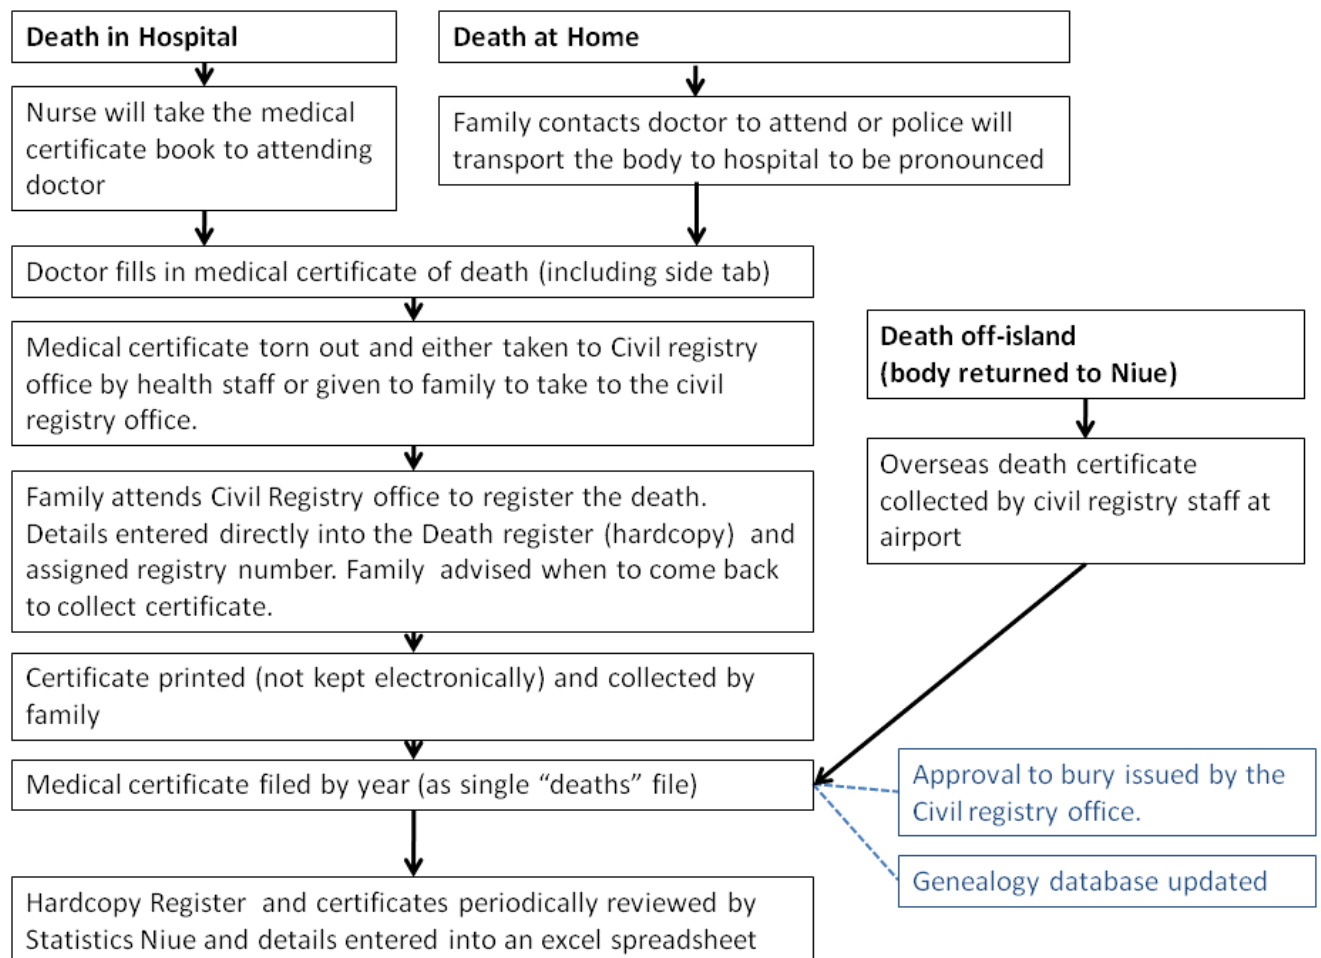 Death in Hospital
Nurse will take the medical
certificate book to attending
doctor
Death at Home
Family contacts doctor to attend or police will
transport the body to hospital to be pronounced
Doctor fills in medical certificate of death (including side tab)
Medical certificate torn out and either taken to Civil registry
office by health staff or given to family to take to the civil
registry office.
Family attends Civil Registry office to register the death.
Details entered directly into the Death register (hardcopy) and
assigned registry number. Family advised when to come back
to collect certificate.
Certificate printed (not kept electronically) and collected by
family
Death off-island
(body returned to Niue)
Overseas death certificate
collected by civil registry staff at
airport
Medical certificate filed by year (as single “deaths” file)
Approval to bury issued by the
Civil registry office.
Genealogy database updated
Hardcopy Register and certificates periodically reviewed by
Statistics Niue and details entered into an excel spreadsheet